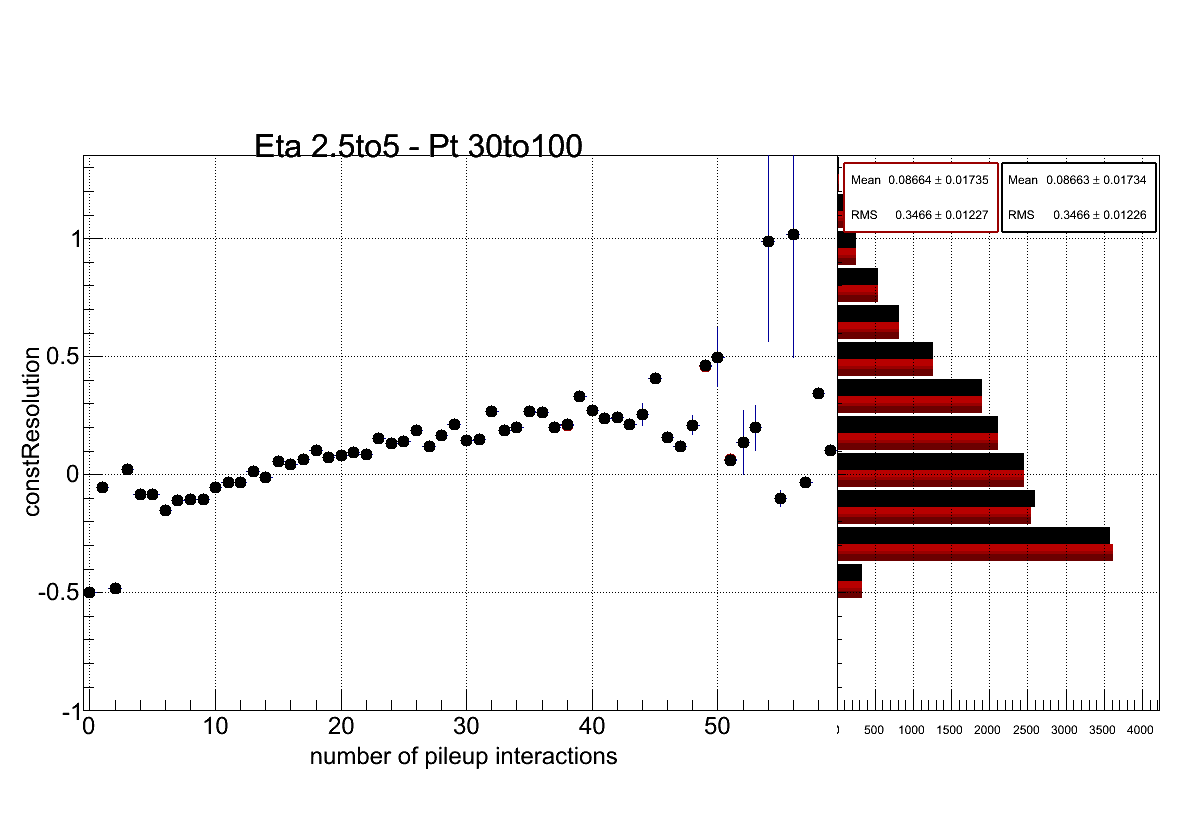 Eta 2.5to5 - Pt 30to100
Mean 0.08664 ± 0.01735
RMS 0.3466 ± 0.01227
Mean 0.08663 ± 0.01734
RMS 0.3466 ± 0.01226
1
0.5
0
-0.5
-1
constResolution
0 10 20 30 40 50
500 1000 1500 2000 2500 3000 3500 4000
number of pileup interactions